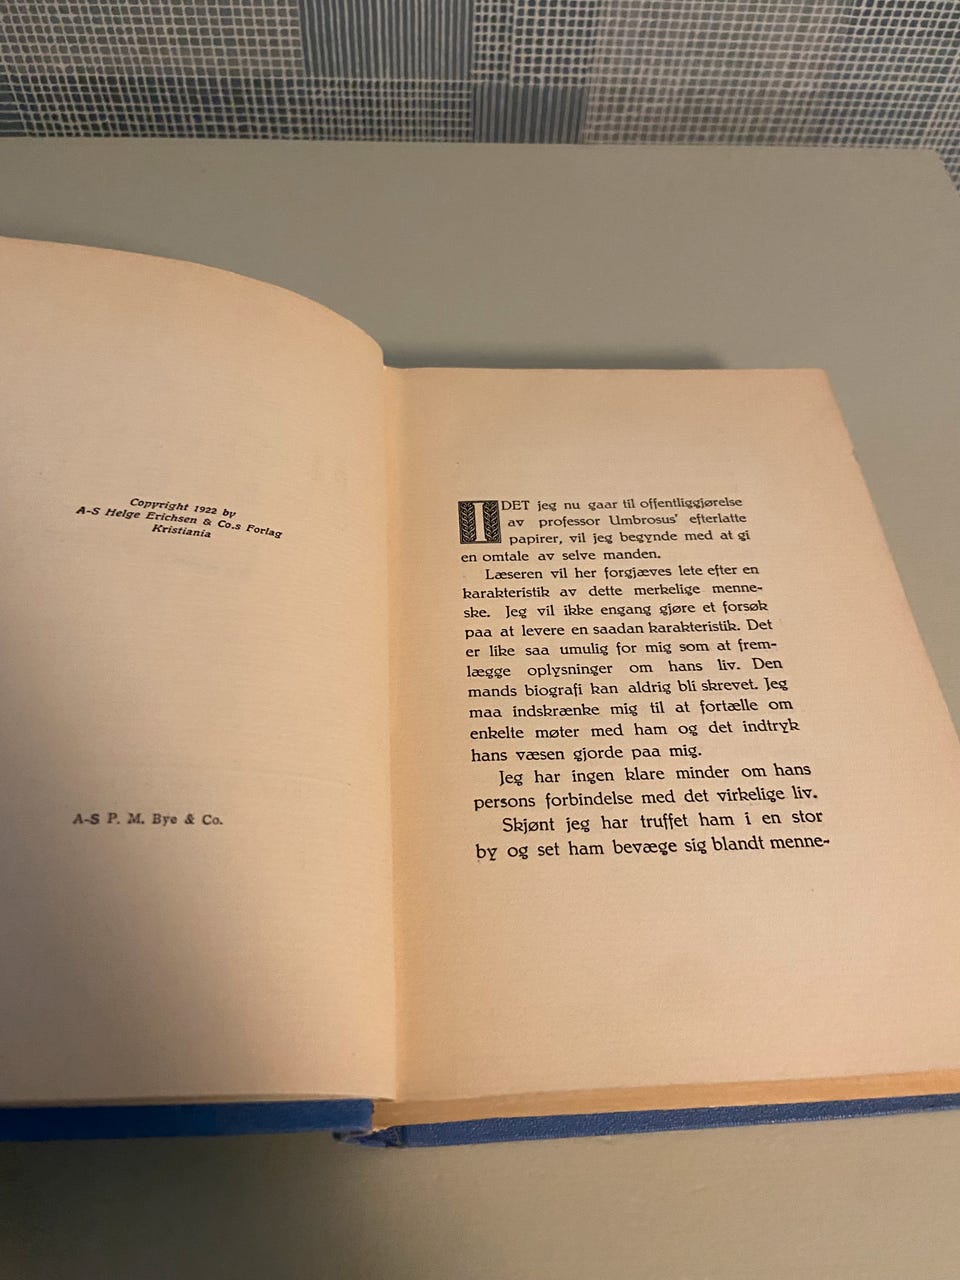 Copyright 1922 by
A-S Helge Erichsen & Co.s Forlag
Kristiania
A-S P. M. Bye & Co.
IDET jeg nu gaar til offentliggjørelse
av professor Umbrosus' efterlatte
papirer, vil jeg begynde med at gi
en omtale av selve manden.
Læseren vil her forgjæves lete efter en
karakteristik av dette merkelige menne-
ske. Jeg vil ikke engang gjøre et forsøk
paa at levere en saadan karakteristik. Det
er like saa umulig for mig som at frem-
lægge oplysninger om hans liv. Den
mands biografi kan aldrig bli skrevet. Jeg
maa indskrænke mig til at fortælle om
enkelte møter med ham og det indtryk
hans væsen gjorde paa mig.
Jeg har ingen klare minder om hans
persons forbindelse med det virkelige liv.
Skjønt jeg har truffet ham i en stor
by og set ham bevæge sig blandt menne-